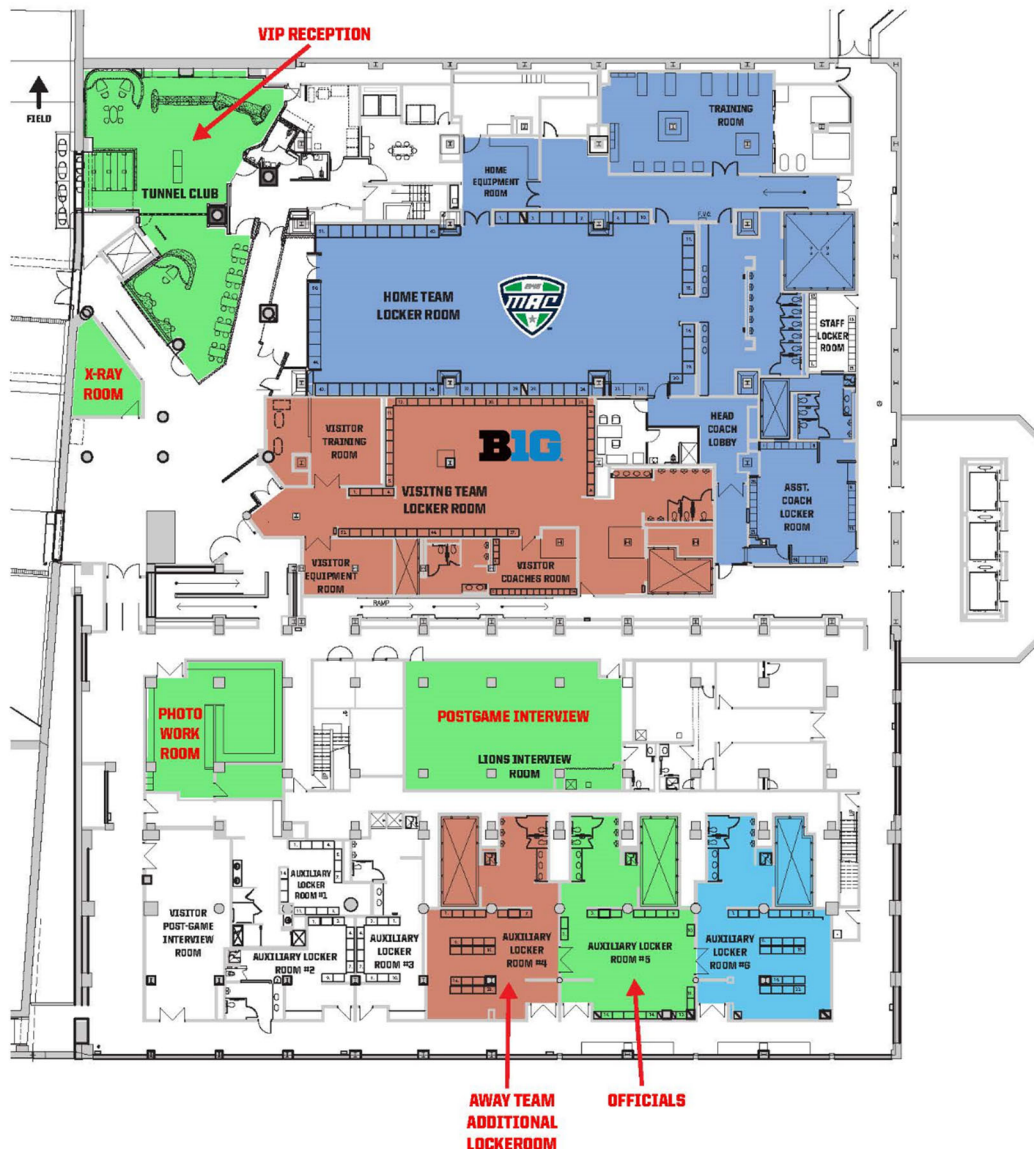 VIP RECEPTION
FIELD
TUNNEL CLUB
TRAINING
ROOM
HOME
EQUIPMENT
ROOM
HOME TEAM
LOCKER ROOM
MAC
STAFF
LOCKER
ROOM
X-RAY
ROOM
VISITOR
TRAINING
ROOM
B1G
HEAD
COACH
LOBBY
VISITNG TEAM
LOCKER ROOM
ASST.
COACH
LOCKER
ROOM
VISITOR
EQUIPMENT
ROOM
VISITOR
COACHES ROOM
RAMP
PHOTO
WORK
ROOM
POSTGAME INTERVIEW
LIONS INTERVIEW
ROOM
VISITOR
POST-GAME
INTERVIEW
ROOM
AUXILIARY
LOCKER
ROOM #1
AUXILIARY LOCKER
ROOM #2
AUXILIARY
LOCKER
ROOM #3
AUXILIARY
LOCKER
ROOM #4
AUXILIARY LOCKER
ROOM #5
AUXILIARY
LOCKER
ROOM #6
AWAY TEAM
ADDITIONAL
LOCKEROOM
OFFICIALS